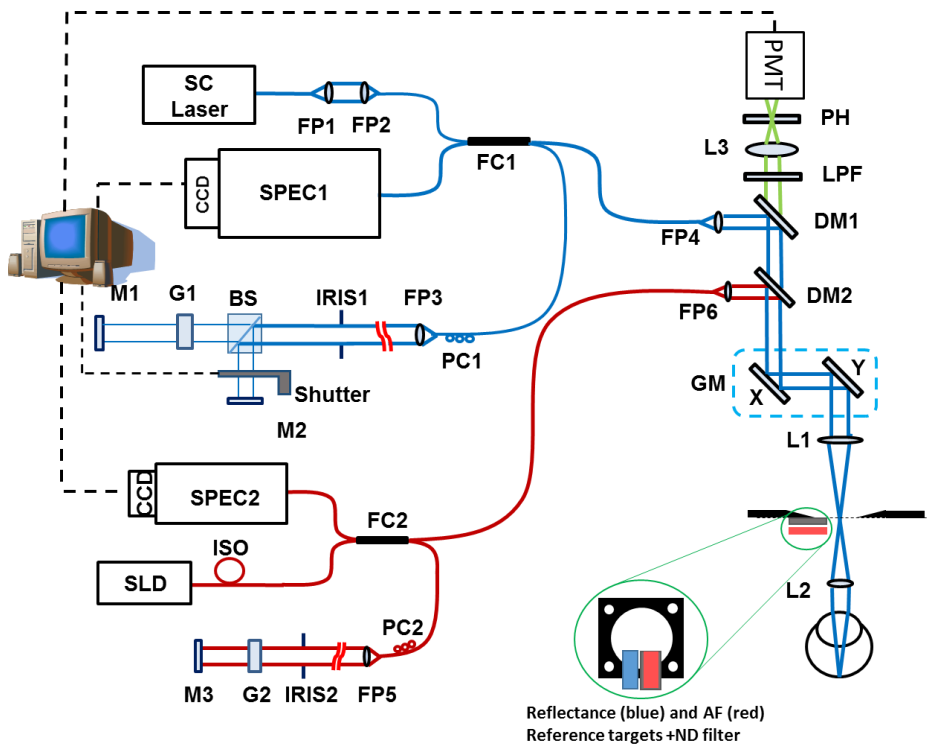 PMT
SC
Laser
FP1
FP2
PH
L3
FC1
CCD
SPEC1
LPF
DM1
FP4
M1
G1
BS
IRIS1
FP3
DM2
FP6
PC1
GM
X
Y
Shutter
M2
L1
CCD
SPEC2
FC2
ISO
SLD
L2
PC2
M3
G2
IRIS2
FP5
Reflectance (blue) and AF (red)
Reference targets +ND filter